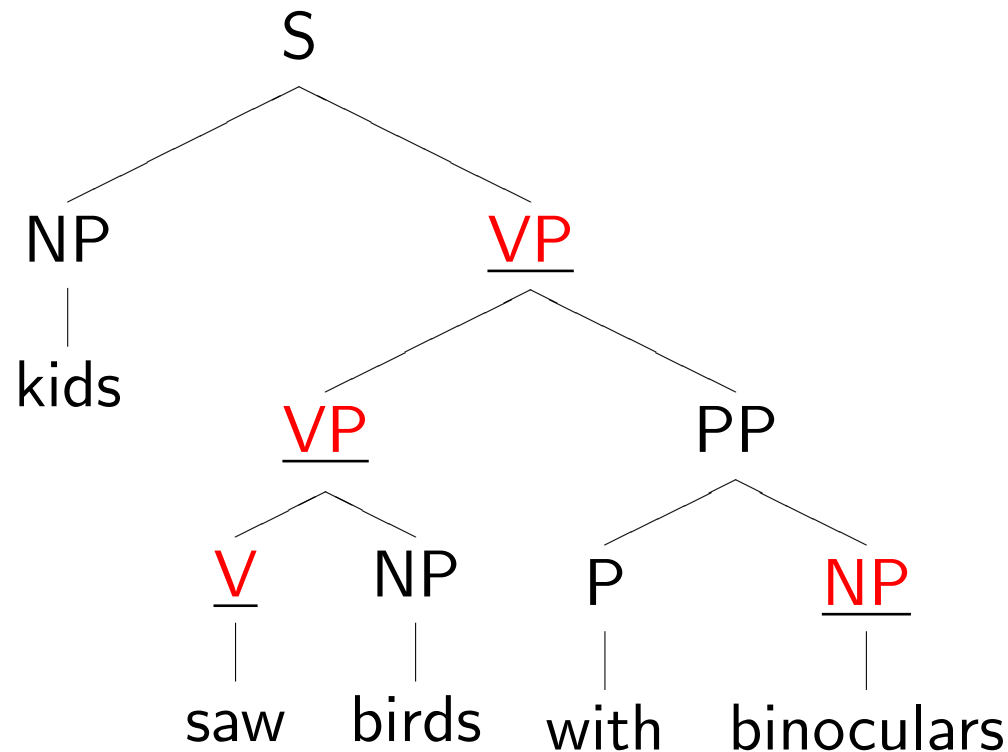 S
NP VP
kids
VP PP
V NP P NP
saw birds with binoculars